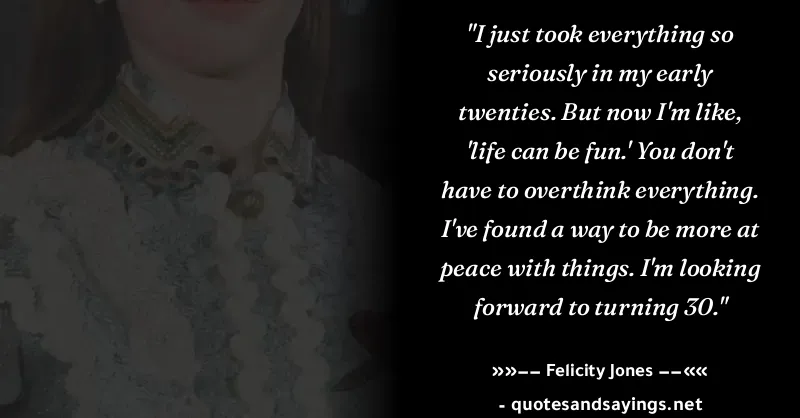 "I just took everything so
seriously in my early
twenties. But now I'm like,
'life can be fun.' You don't
have to overthink everything.
I've found a way to be more at
peace with things. I'm looking
forward to turning 30."
»»−− Felicity Jones −−««
- quotesandsayings.net